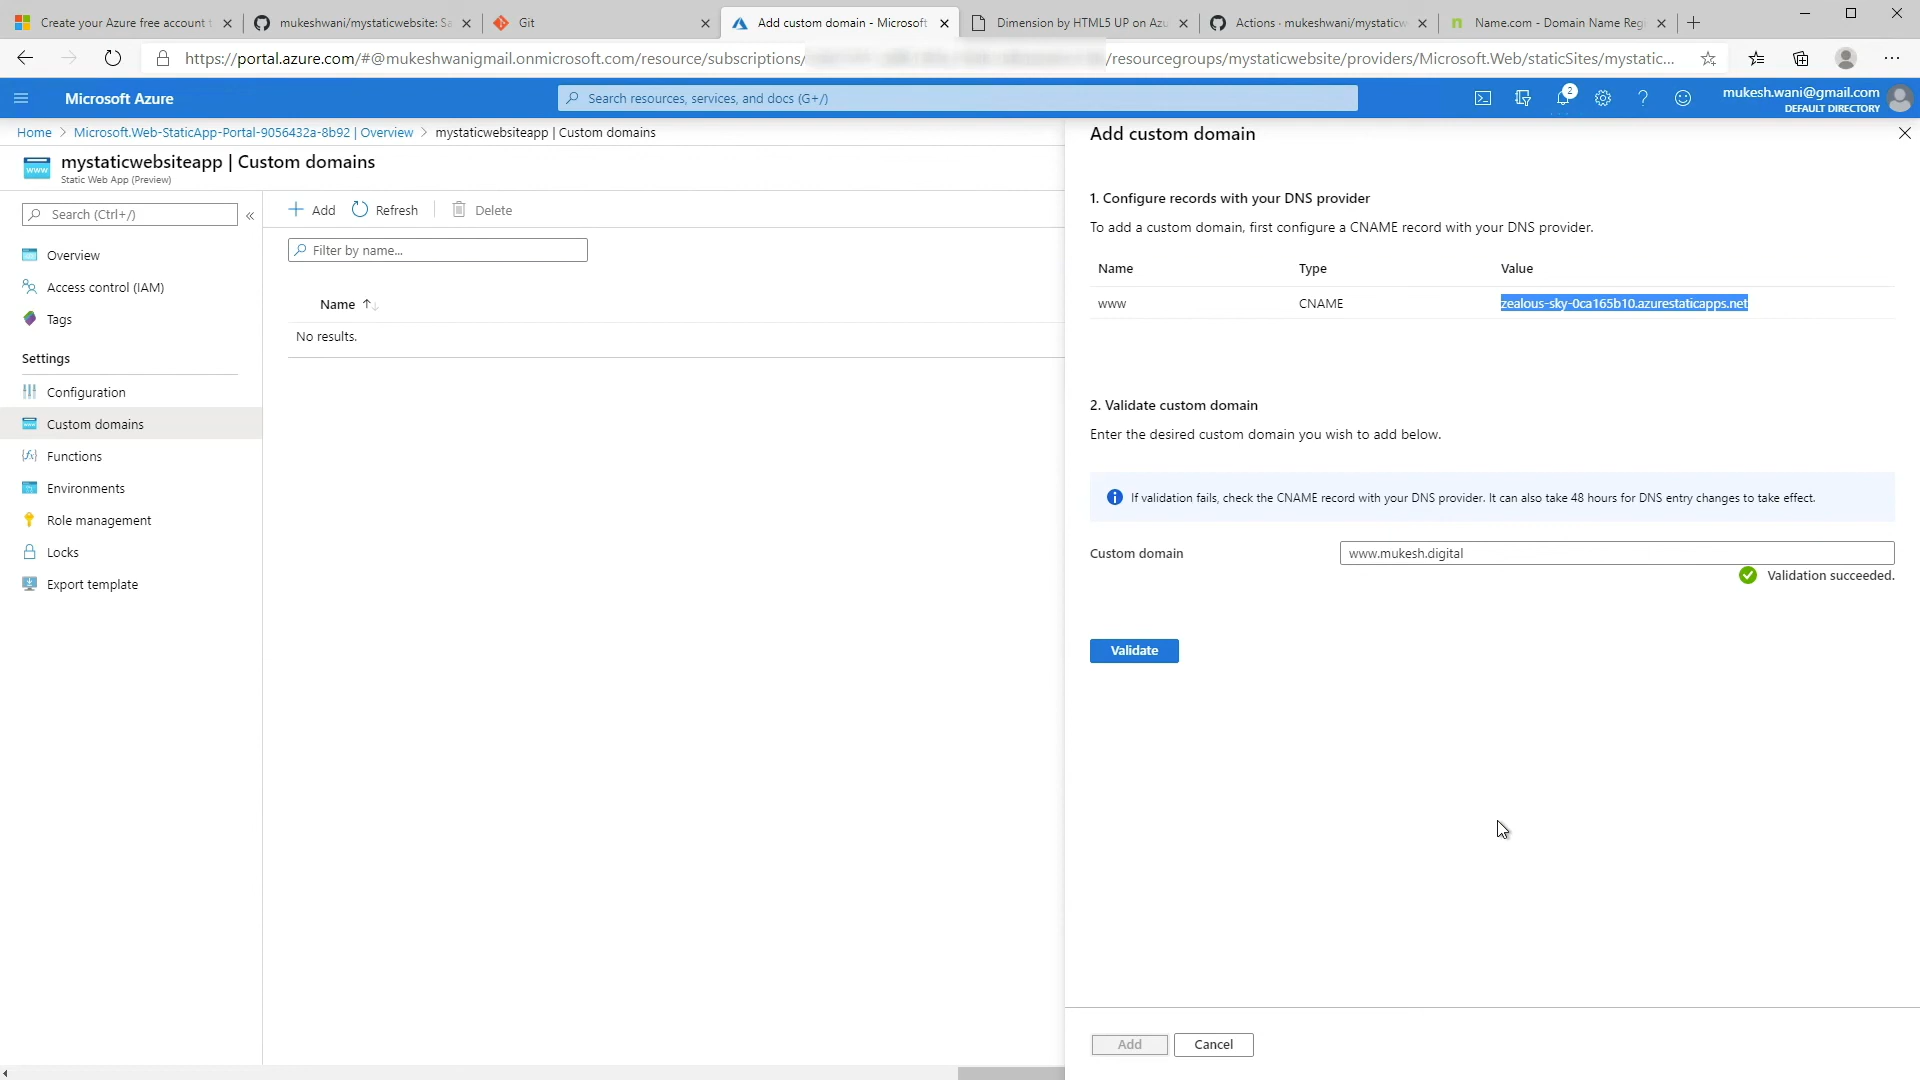 Create your Azure free account t
mukeshwani/mystaticwebsite: Sa
Git
Add custom domain - Microsoft
Dimension by HTML5 UP on Azu
Actions · mukeshwani/mystaticw
Name.com - Domain Name Regi
https://portal.azure.com/#@mukeshwanigmail.onmicrosoft.com/resource/subscriptions/
/resourcegroups/mystaticwebsite/providers/Microsoft.Web/staticSites/mystatic...
Microsoft Azure
Search resources, services, and docs (G+/)
2
mukesh.wani@gmail.com
DEFAULT DIRECTORY
Home > Microsoft.Web-StaticApp-Portal-9056432a-8b92 | Overview > mystaticwebsiteapp | Custom domains
mystaticwebsiteapp | Custom domains
Static Web App (Preview)
Search (Ctrl+/)
«
Overview
Access control (IAM)
Tags
Settings
Configuration
Custom domains
Functions
Environments
Role management
Locks
Export template
Add
Refresh
Delete
Filter by name...
Name
No results.
Add custom domain
1. Configure records with your DNS provider
To add a custom domain, first configure a CNAME record with your DNS provider.
Name Type Value
www CNAME zealous-sky-0ca165b10.azurestaticapps.net
2. Validate custom domain
Enter the desired custom domain you wish to add below.
If validation fails, check the CNAME record with your DNS provider. It can also take 48 hours for DNS entry changes to take effect.
Custom domain
www.mukesh.digital
Validation succeeded.
Validate
Add
Cancel